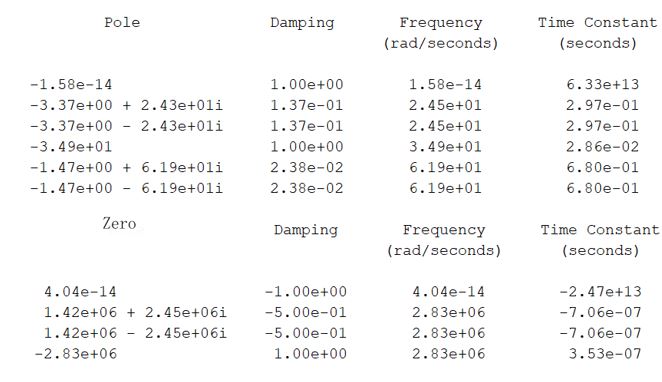 Pole Damping Frequency Time Constant
(rad/seconds) (seconds)
-1.58e-14 1.00e+00 1.58e-14 6.33e+13
-3.37e+00 + 2.43e+01i 1.37e-01 2.45e+01 2.97e-01
-3.37e+00 - 2.43e+01i 1.37e-01 2.45e+01 2.97e-01
-3.49e+01 1.00e+00 3.49e+01 2.86e-02
-1.47e+00 + 6.19e+01i 2.38e-02 6.19e+01 6.80e-01
-1.47e+00 - 6.19e+01i 2.38e-02 6.19e+01 6.80e-01
Zero Damping Frequency Time Constant
(rad/seconds) (seconds)
4.04e-14 -1.00e+00 4.04e-14 -2.47e+13
1.42e+06 + 2.45e+06i -5.00e-01 2.83e+06 -7.06e-07
1.42e+06 - 2.45e+06i -5.00e-01 2.83e+06 -7.06e-07
-2.83e+06 1.00e+00 2.83e+06 3.53e-07